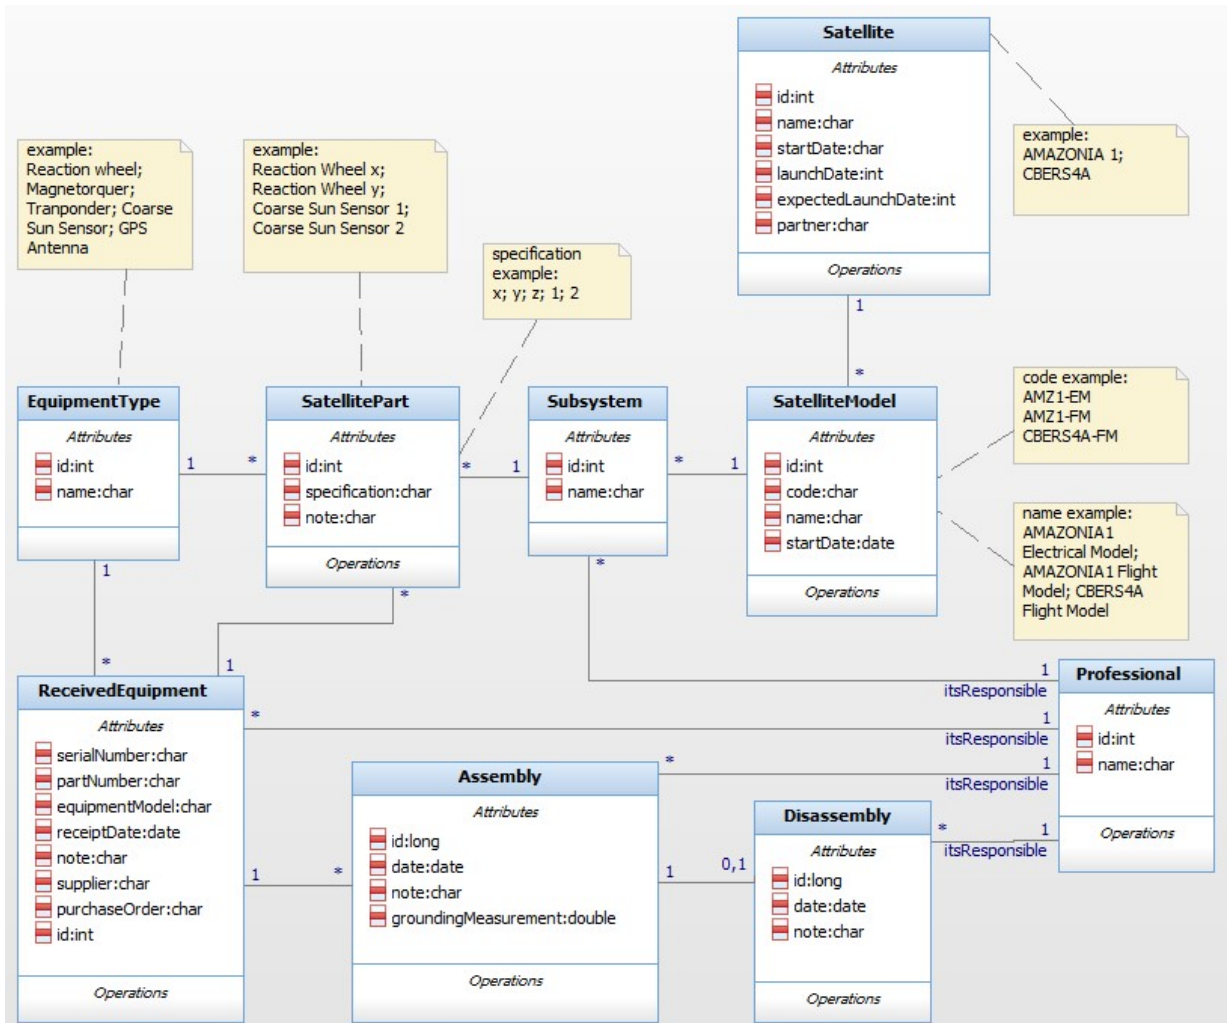 Satellite
Attributes
id:int
name:char
startDate:char
launchDate:int
expectedLaunchDate:int
partner:char
Operations
example:
AMAZONIA 1;
CBERS4A
example:
Reaction wheel;
Magnetorquer;
Tranponder; Coarse
Sun Sensor; GPS
Antenna
example:
Reaction Wheel x;
Reaction Wheel y;
Coarse Sun Sensor 1;
Coarse Sun Sensor 2
specification
example:
x; y; z; 1; 2
1
*
EquipmentType
Attributes
id:int
name:char
1
*
SatellitePart
Attributes
id:int
specification:char
note:char
Operations
*
1
Subsystem
Attributes
id:int
name:char
*
1
SatelliteModel
Attributes
id:int
code:char
name:char
startDate:date
Operations
code example:
AMZ1-EM
AMZ1-FM
CBERS4A-FM
name example:
AMAZONIA1
Electrical Model;
AMAZONIA1 Flight
Model; CBERS4A
Flight Model
1
*
*
1
*
1
itsResponsible
*
1
itsResponsible
*
1
itsResponsible
*
1
itsResponsible
Professional
Attributes
id:int
name:char
Operations
ReceivedEquipment
Attributes
serialNumber:char
partNumber:char
equipmentModel:char
receiptDate:date
note:char
supplier:char
purchaseOrder:char
id:int
Operations
1
*
Assembly
Attributes
id:long
date:date
note:char
groundingMeasurement:double
Operations
1
0,1
Disassembly
Attributes
id:long
date:date
note:char
Operations